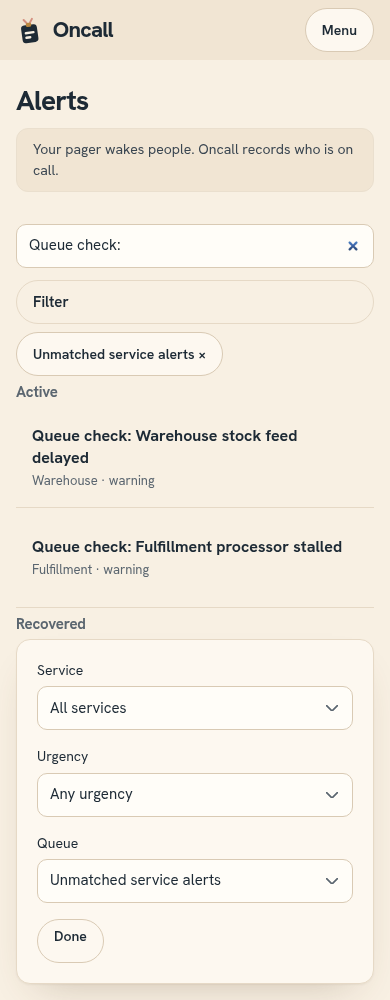 Oncall
Menu
Alerts
Your pager wakes people. Oncall records who is on
call.
Queue check:
Filter
Unmatched service alerts ×
Active
Queue check: Warehouse stock feed
delayed
Warehouse · warning
Queue check: Fulfillment processor stalled
Fulfillment · warning
Recovered
Service
All services
Urgency
Any urgency
Queue
Unmatched service alerts
Done